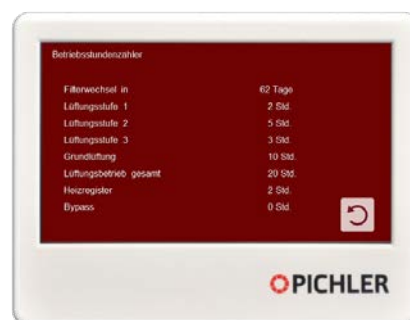 Betriebsstundenzähler
Filterwechsel in 62 Tage
Lüftungsstufe 1 2 Std.
Lüftungsstufe 2 5 Std.
Lüftungsstufe 3 3 Std.
Grundlüftung 10 Std.
Lüftungsbetrieb gesamt 20 Std.
Heizregister 2 Std.
Bypass 0 Std.
PICHLER